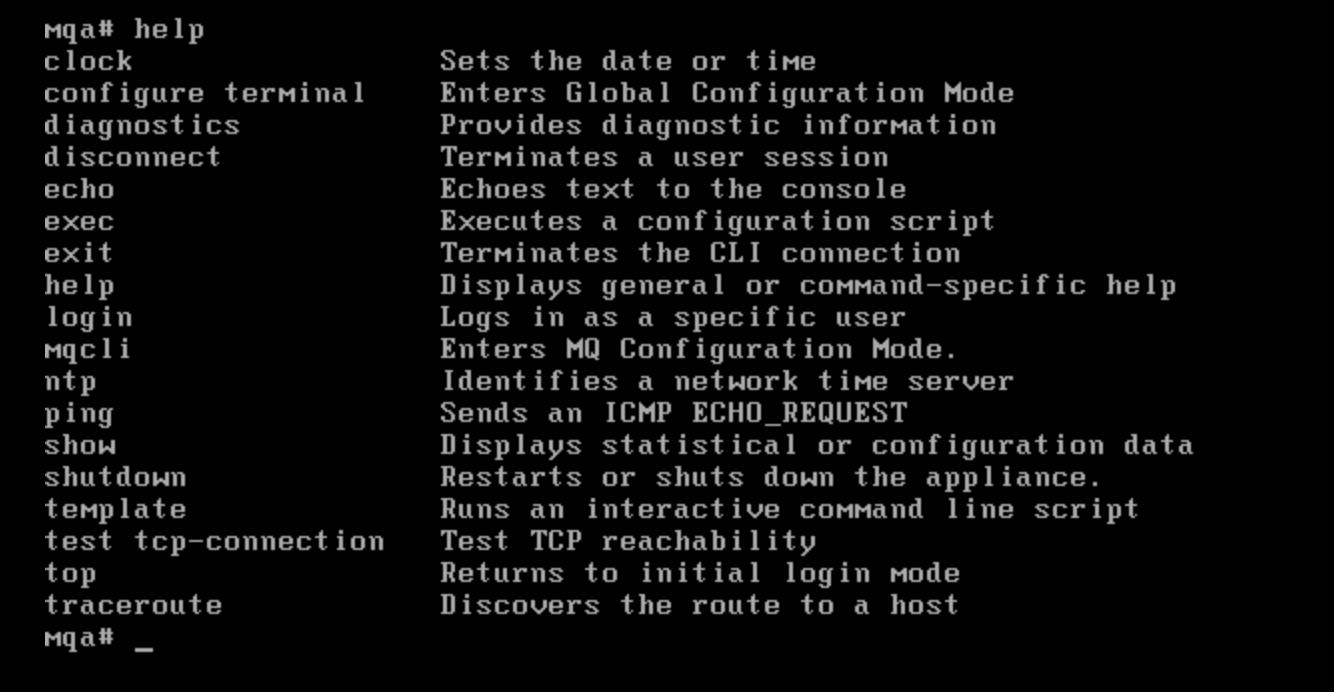 mqa# help
clock Sets the date or time
configure terminal Enters Global Configuration Mode
diagnostics Provides diagnostic information
disconnect Terminates a user session
echo Echoes text to the console
exec Executes a configuration script
exit Terminates the CLI connection
help Displays general or command-specific help
login Logs in as a specific user
mqcli Enters MQ Configuration Mode.
ntp Identifies a network time server
ping Sends an ICMP ECHO_REQUEST
show Displays statistical or configuration data
shutdown Restarts or shuts down the appliance.
template Runs an interactive command line script
test tcp-connection Test TCP reachability
top Returns to initial login mode
traceroute Discovers the route to a host
mqa# _